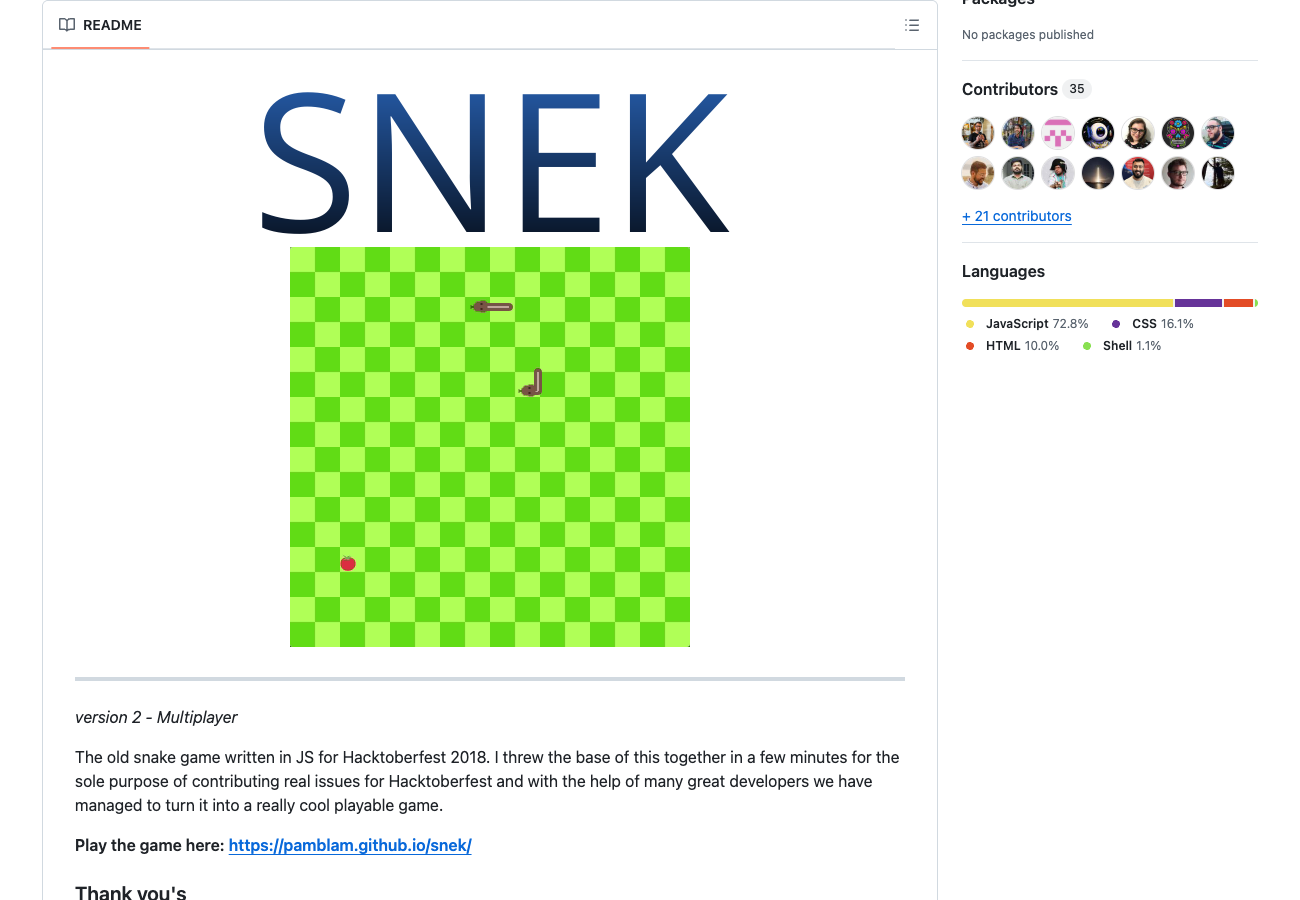 README
SNEK
version 2 - Multiplayer
The old snake game written in JS for Hacktoberfest 2018. I threw the base of this together in a few minutes for the
sole purpose of contributing real issues for Hacktoberfest and with the help of many great developers we have
managed to turn it into a really cool playable game.
Play the game here: https://pamblam.github.io/snek/
Thank you's
Packages
No packages published
Contributors 35
+ 21 contributors
Languages
JavaScript 72.8% CSS 16.1%
HTML 10.0% Shell 1.1%